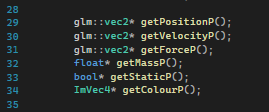 28
29 glm::vec2* getPositionP();
30 glm::vec2* getVelocityP();
31 glm::vec2* getForceP();
32 float* getMassP();
33 bool* getStaticP();
34 ImVec4* getColourP();
35